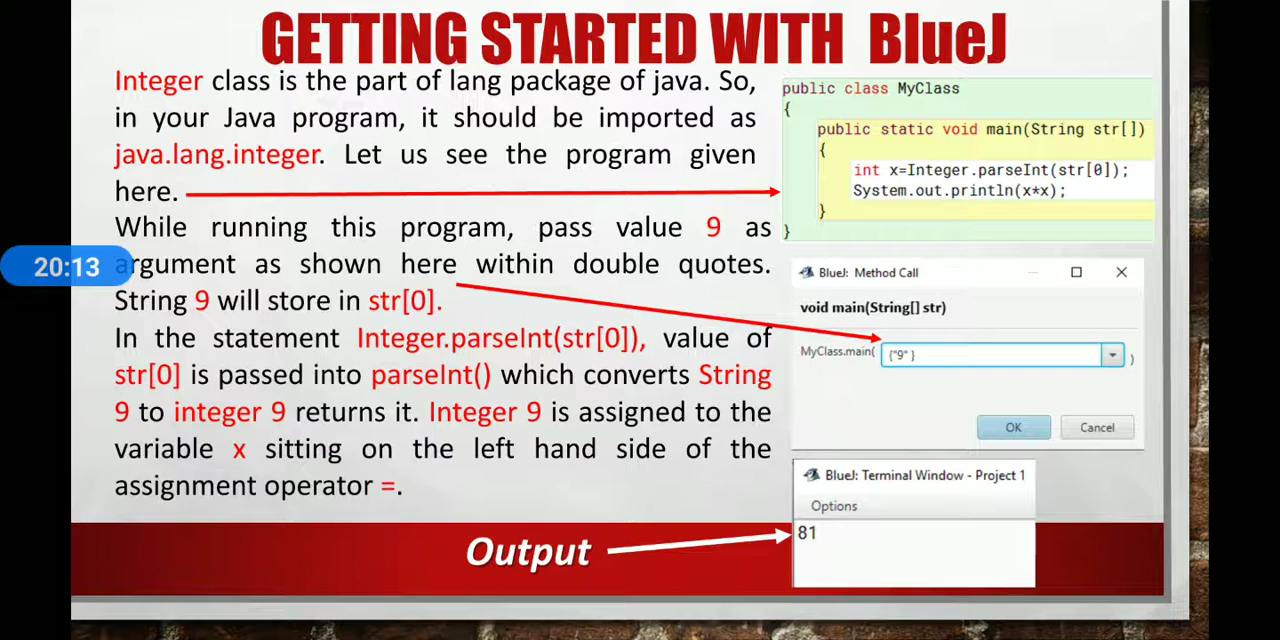 GETTING STARTED WITH BlueJ
Integer class is the part of lang package of java. So,
in your Java program, it should be imported as
java.lang.integer. Let us see the program given
here.
While running this program, pass value 9 as
argument as shown here within double quotes.
String 9 will store in str[0].
In the statement Integer.parseInt(str[0]), value of
str[0] is passed into parseInt() which converts String
9 to integer 9 returns it. Integer 9 is assigned to the
variable x sitting on the left hand side of the
assignment operator =.
20:13
public class MyClass
{
public static void main(String str[])
{
int x=Integer.parseInt(str[0]);
System.out.println(x*x);
}
}
BlueJ: Method Call
void main(String[] str)
MyClass.main( {"9" } )
OK Cancel
BlueJ: Terminal Window - Project 1
Options
81
Output